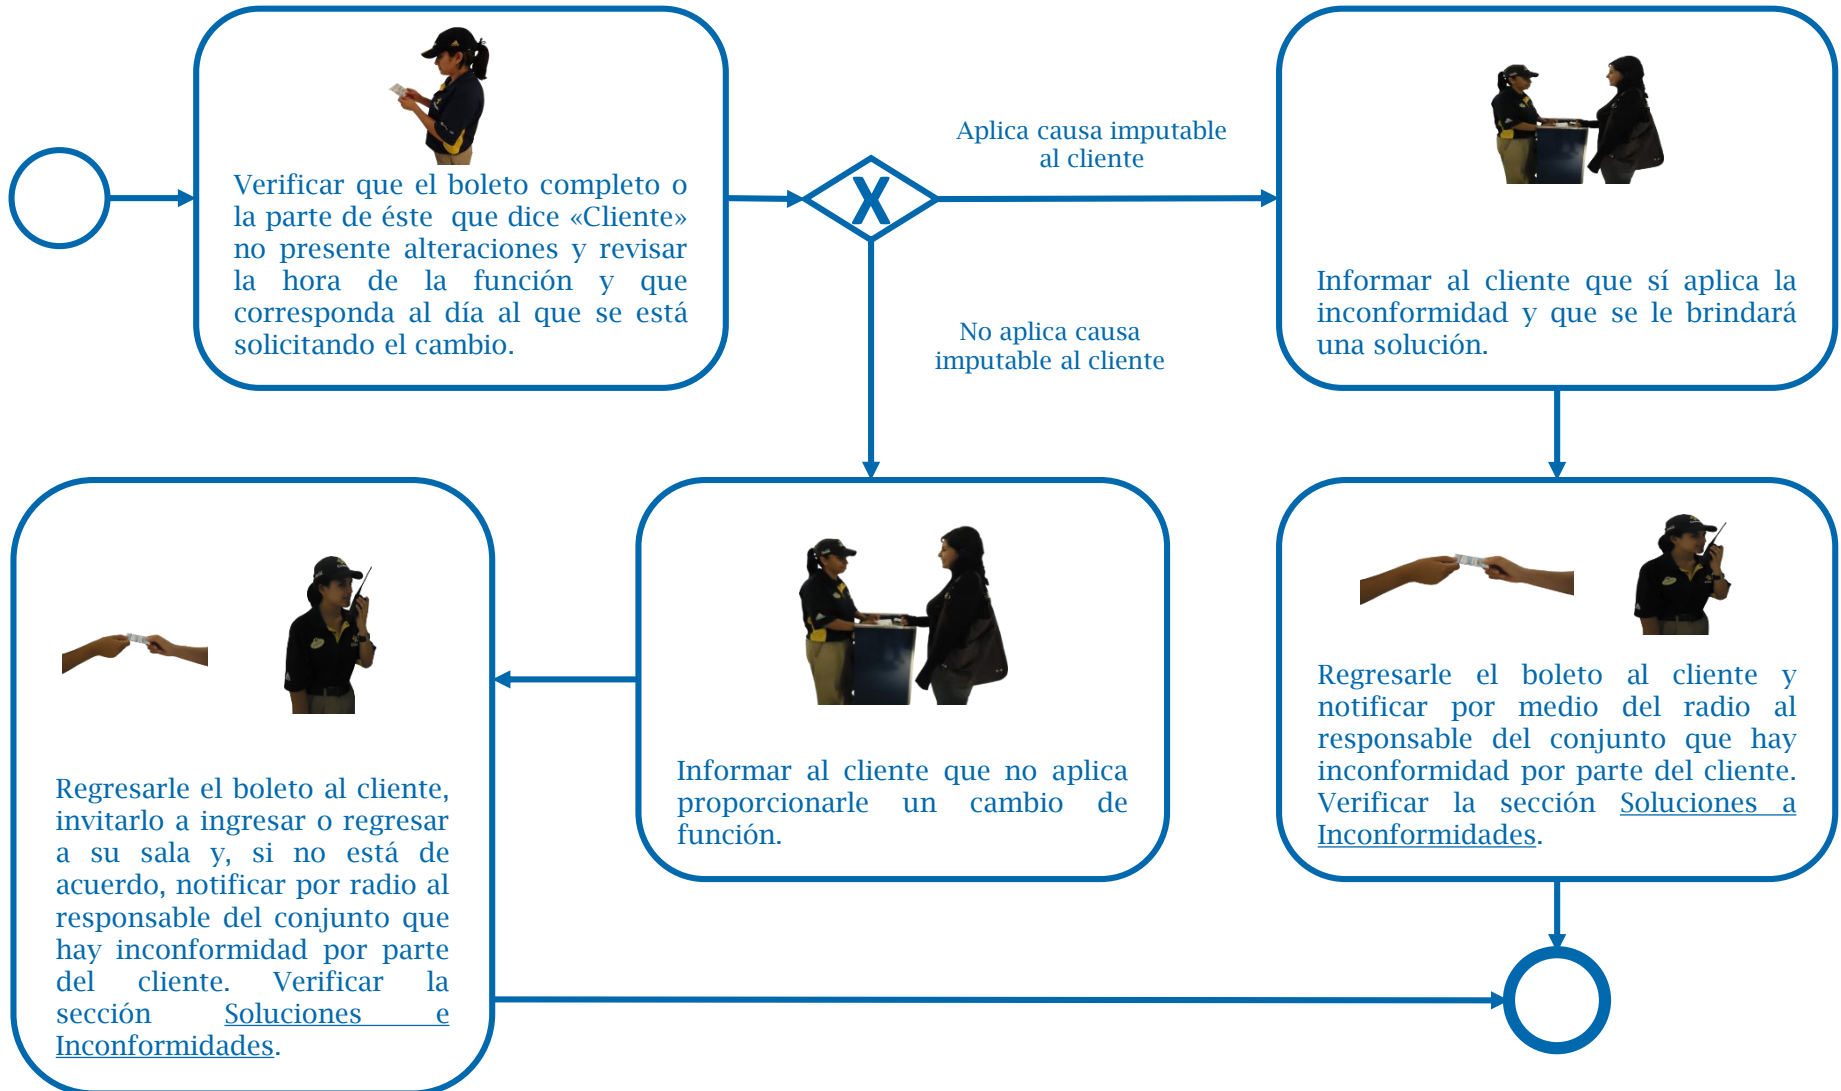 Verificar que el boleto completo o
la parte de éste que dice «Cliente»
no presente alteraciones y revisar
la hora de la función y que
corresponda al día al que se está
solicitando el cambio.
X
Aplica causa imputable
al cliente
No aplica causa
imputable al cliente
Informar al cliente que sí aplica la
inconformidad y que se le brindará
una solución.
Regresarle el boleto al cliente,
invitarlo a ingresar o regresar
a su sala y, si no está de
acuerdo, notificar por radio al
responsable del conjunto que
hay inconformidad por parte
del cliente. Verificar la
sección Soluciones e
Inconformidades.
Informar al cliente que no aplica
proporcionarle un cambio de
función.
Regresarle el boleto al cliente y
notificar por medio del radio al
responsable del conjunto que hay
inconformidad por parte del cliente.
Verificar la sección Soluciones a
Inconformidades.